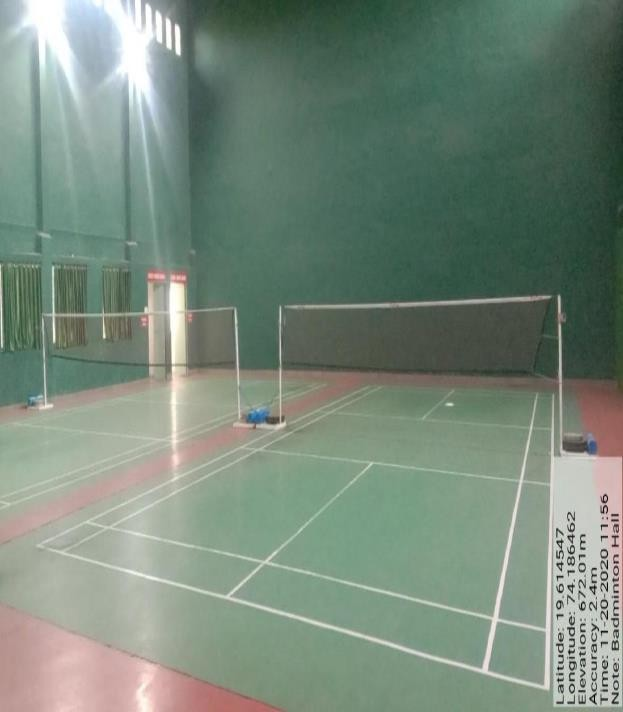 Latitude: 19.614547
Longitude: 74.186462
Elevation: 672.01m
Accuracy: 2.4m
Time: 11-20-2020 11:56
Note: Badminton Hall